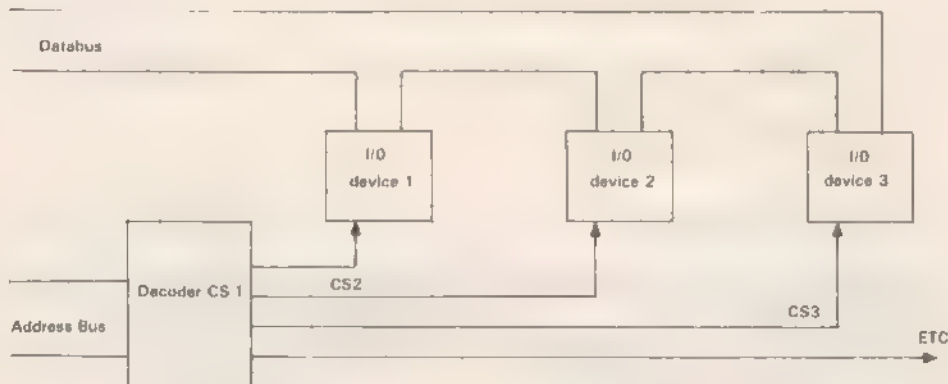 Databus
I/O
device 1
I/O
device 2
I/O
device 3
Decoder CS 1
CS2
CS3
Address Bus
ETC